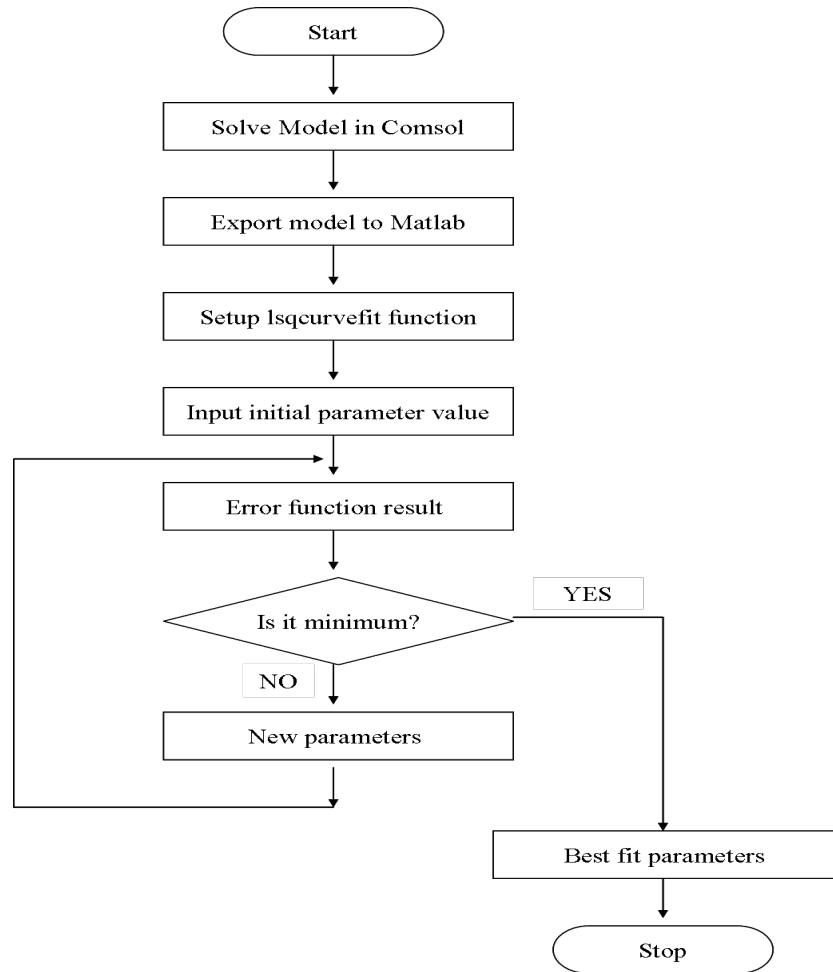 Start
Solve Model in Comsol
Export model to Matlab
Setup lsqcurvefit function
Input initial parameter value
Error function result
YES
Is it minimum?
NO
New parameters
Best fit parameters
Stop